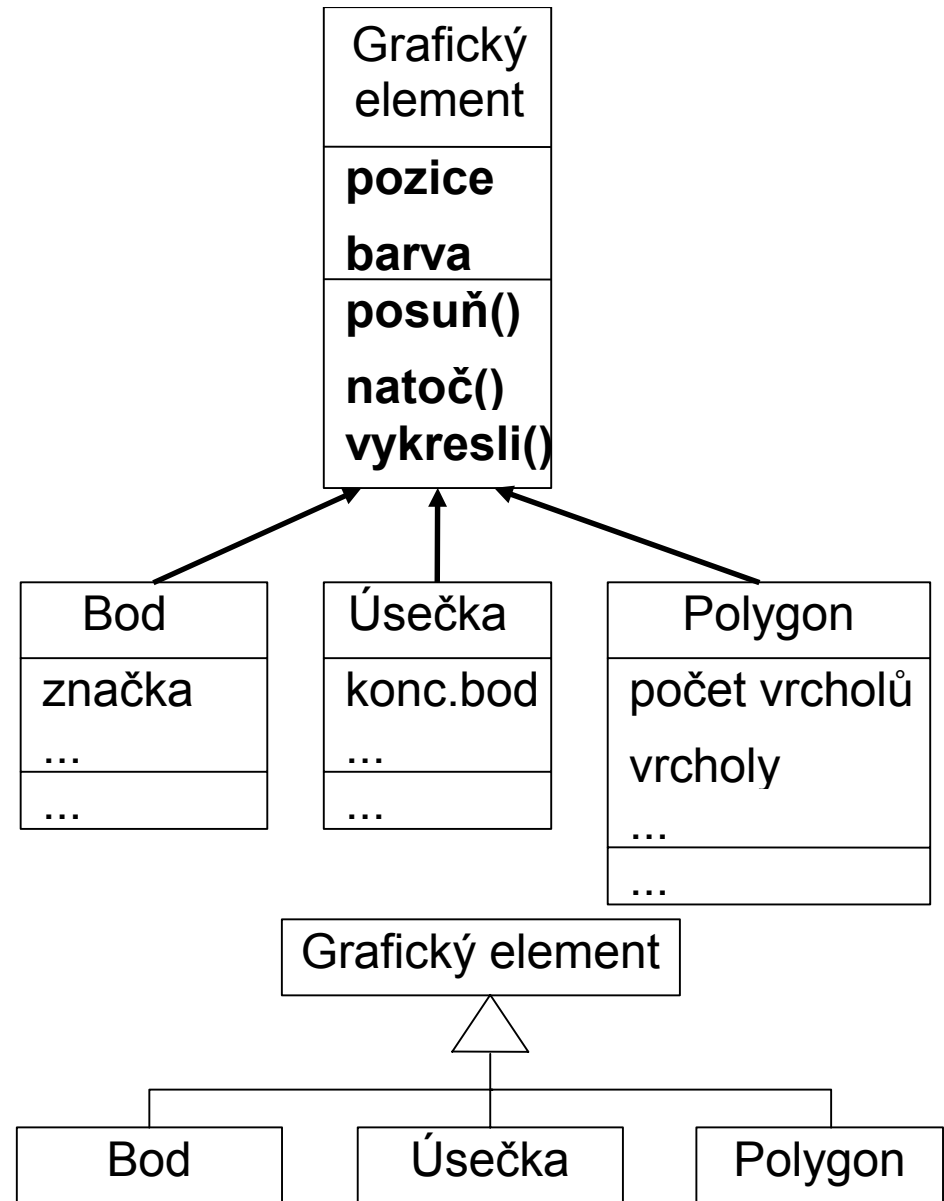 Grafický
element
pozice
barva
posuň()
natoč()
vykresli()
Bod
značka
...
...
Úsečka
konc.bod
...
...
Polygon
počet vrcholů
vrcholy
...
...
Grafický element
Bod
Úsečka
Polygon